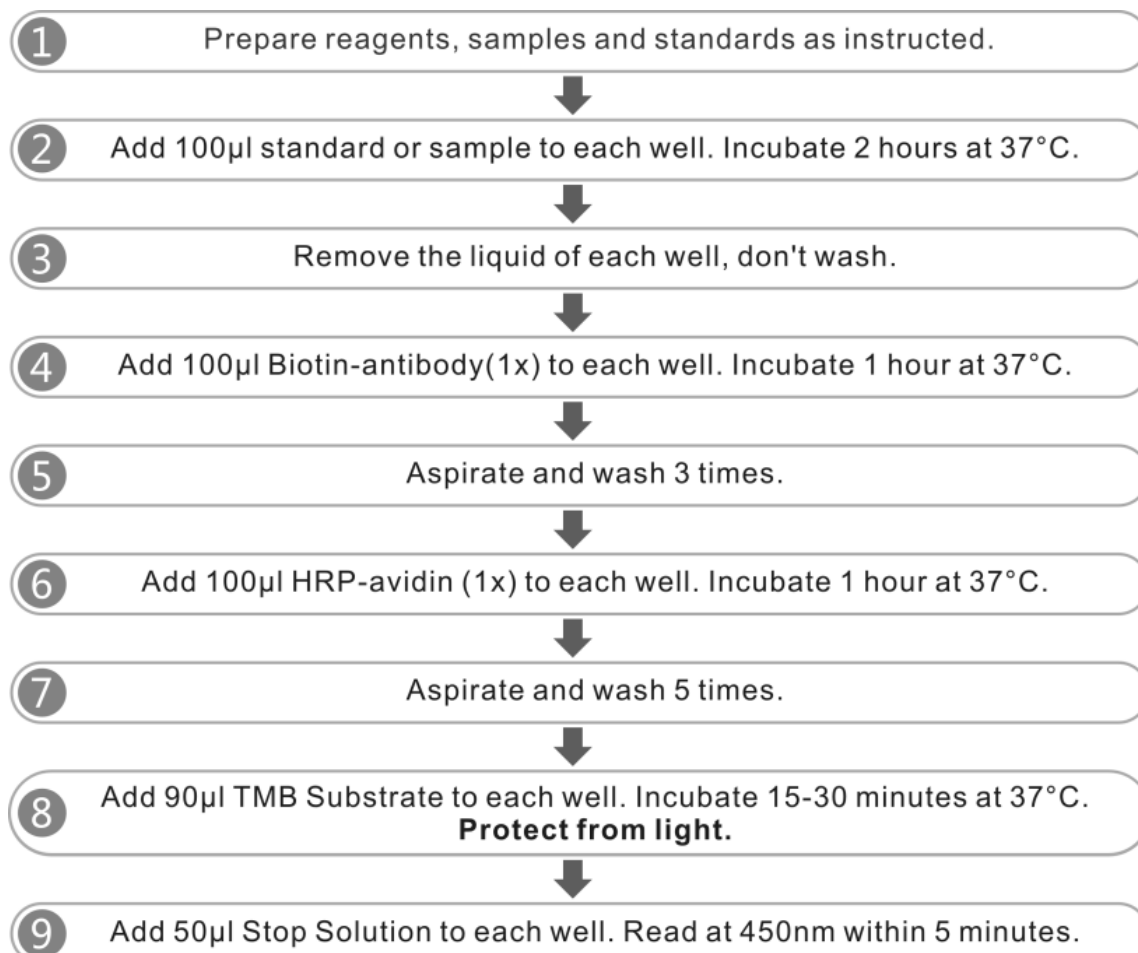 1 Prepare reagents, samples and standards as instructed.
2 Add 100µl standard or sample to each well. Incubate 2 hours at 37°C.
3 Remove the liquid of each well, don't wash.
4 Add 100µl Biotin-antibody(1x) to each well. Incubate 1 hour at 37°C.
5 Aspirate and wash 3 times.
6 Add 100µl HRP-avidin (1x) to each well. Incubate 1 hour at 37°C.
7 Aspirate and wash 5 times.
8 Add 90µl TMB Substrate to each well. Incubate 15-30 minutes at 37°C.
Protect from light.
9 Add 50µl Stop Solution to each well. Read at 450nm within 5 minutes.